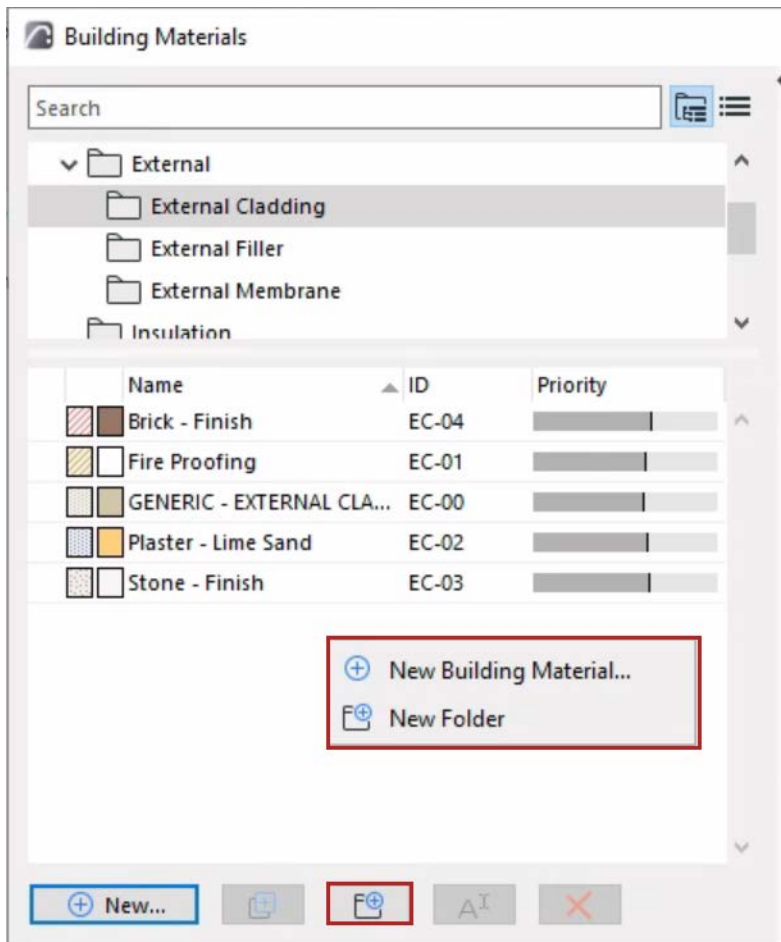 Building Materials
Search
External
External Cladding
External Filler
External Membrane
Insulation
Name ID Priority
Brick - Finish EC-04
Fire Proofing EC-01
GENERIC - EXTERNAL CLA... EC-00
Plaster - Lime Sand EC-02
Stone - Finish EC-03
New Building Material...
New Folder
New...